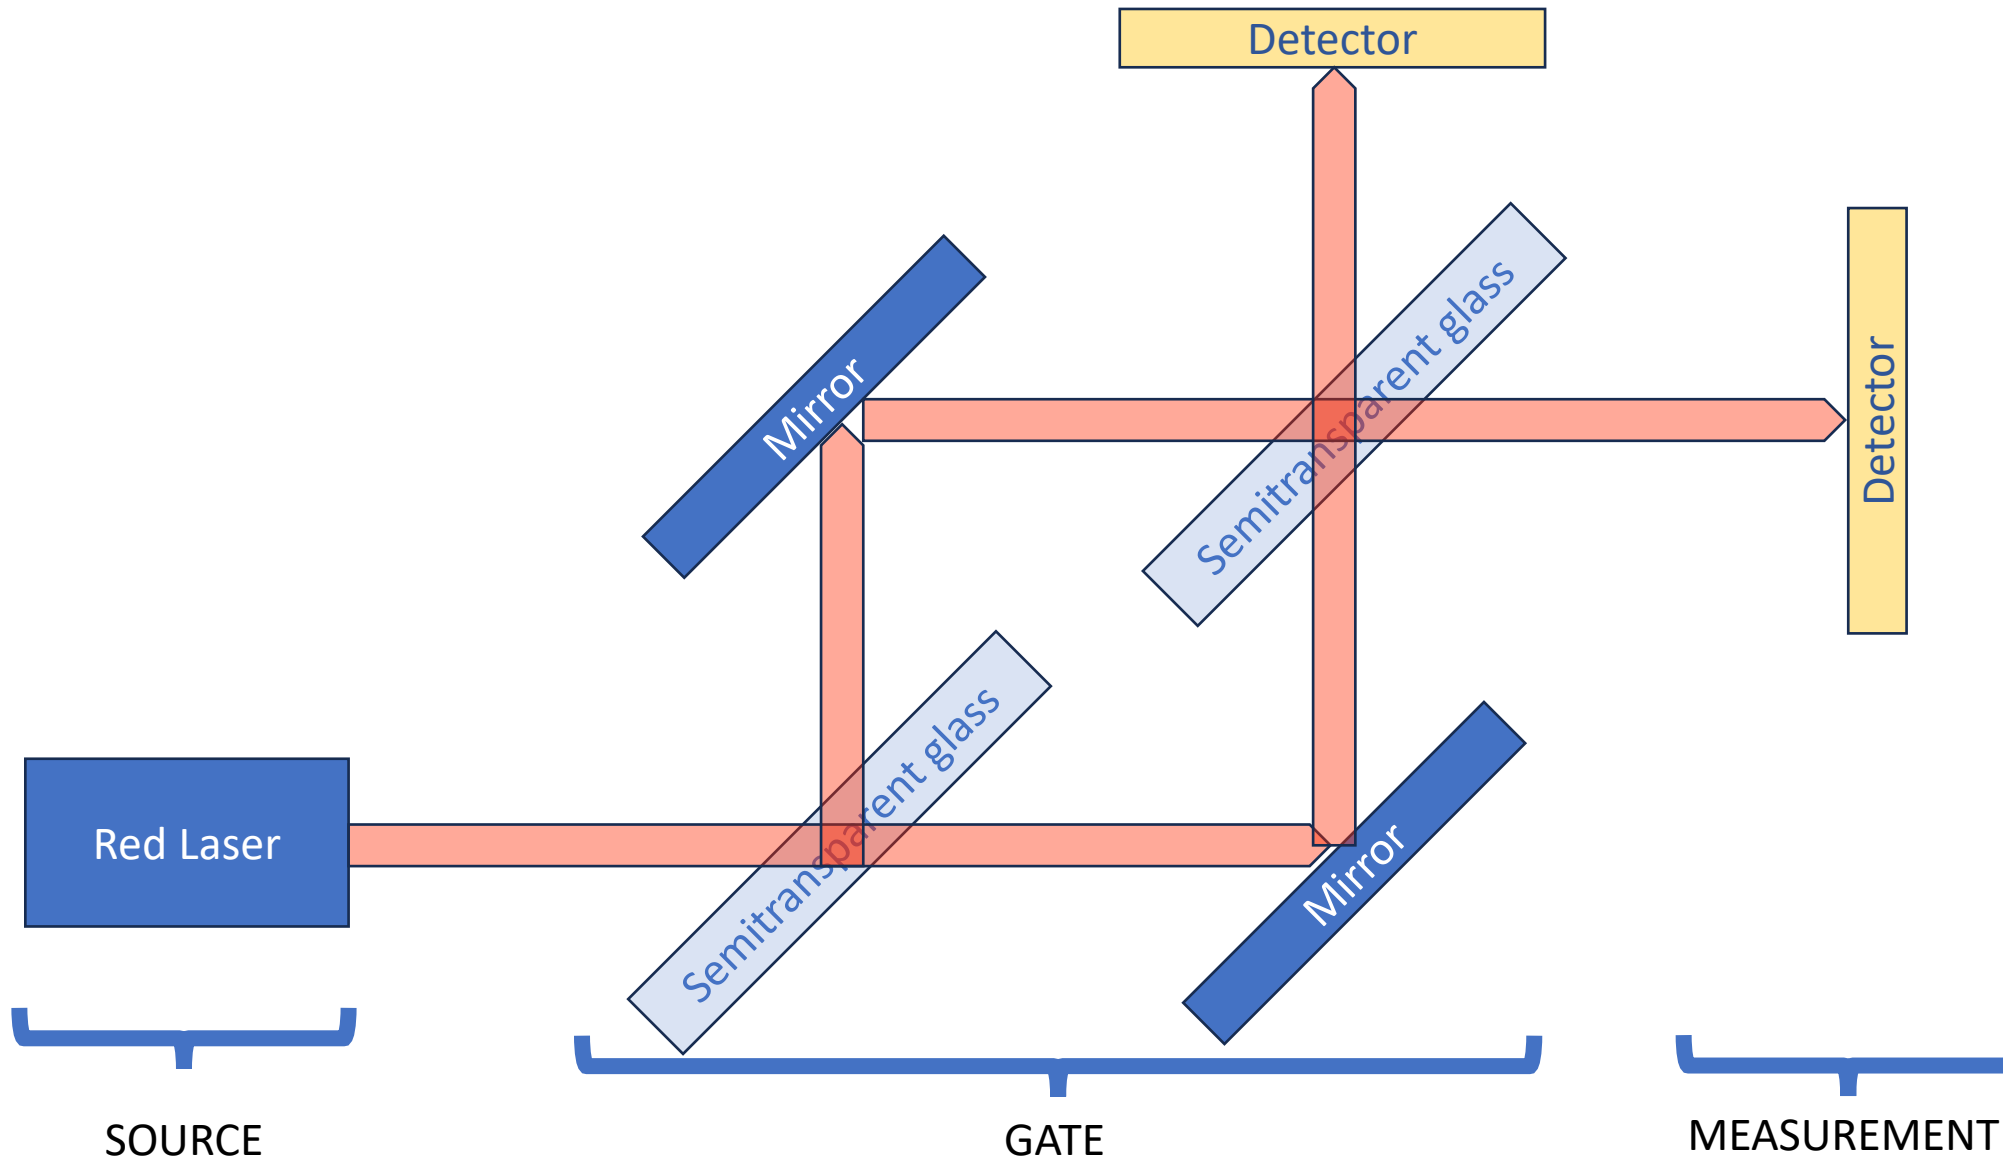 Detector
Mirror
Semitransparent glass
Detector
Red Laser
Semitransparent glass
Mirror
SOURCE
GATE
MEASUREMENT